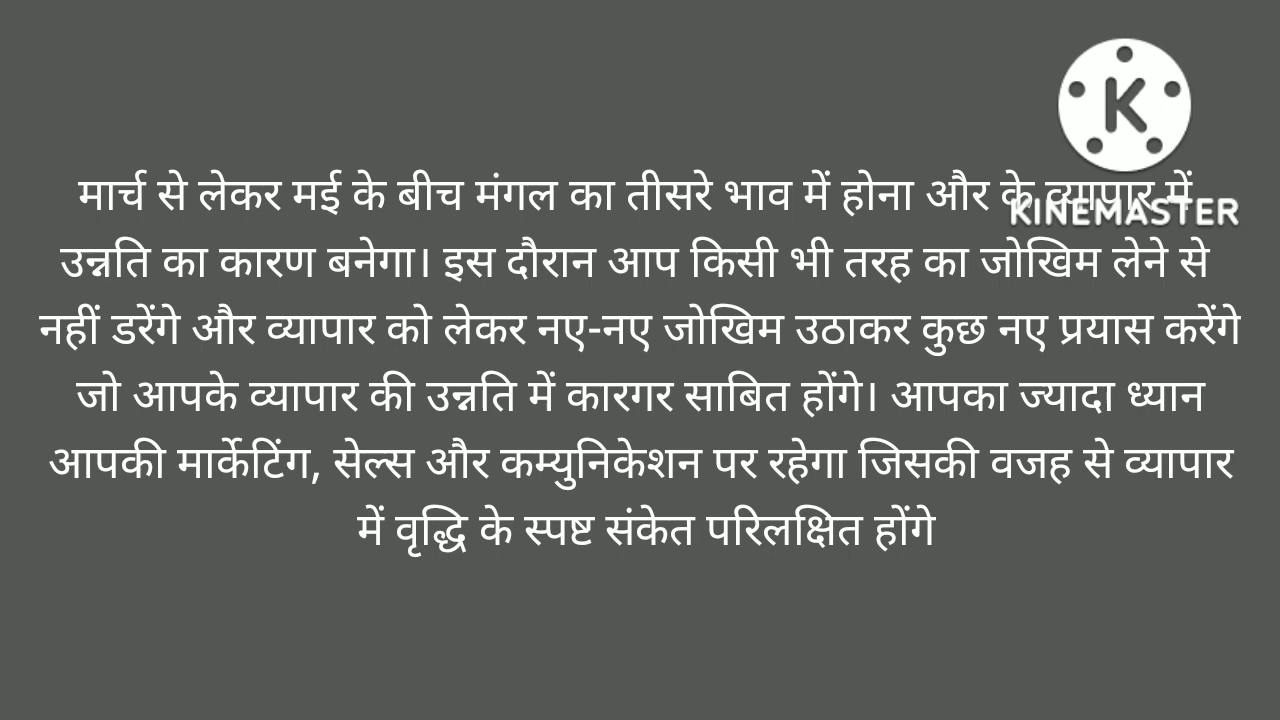 मार्च से लेकर मई के बीच मंगल का तीसरे भाव में होना और के व्यापार में
उन्नति का कारण बनेगा। इस दौरान आप किसी भी तरह का जोखिम लेने से
नहीं डरेंगे और व्यापार को लेकर नए-नए जोखिम उठाकर कुछ नए प्रयास करेंगे
जो आपके व्यापार की उन्नति में कारगर साबित होंगे। आपका ज्यादा ध्यान
आपकी मार्केटिंग, सेल्स और कम्युनिकेशन पर रहेगा जिसकी वजह से व्यापार
में वृद्धि के स्पष्ट संकेत परिलक्षित होंगे
K
KINEMASTER